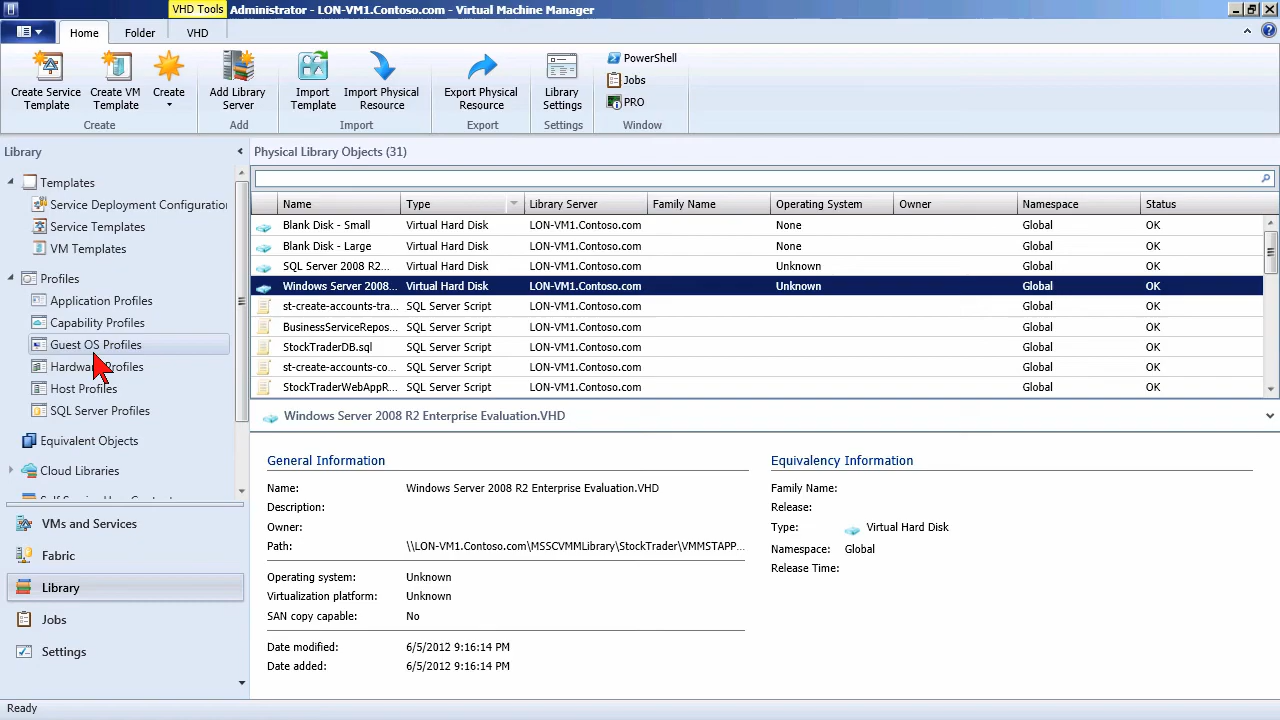 VHD Tools Administrator - LON-VM1.Contoso.com - Virtual Machine Manager
Home Folder VHD
Create Service Template
Create VM Template
Create
Add Library Server
Import Template
Import Physical Resource
Export Physical Resource
Library Settings
PowerShell
Jobs
PRO
Create Add Import Export Settings Window
Library
Templates
Service Deployment Configuration
Service Templates
VM Templates
Profiles
Application Profiles
Capability Profiles
Guest OS Profiles
Hardware Profiles
Host Profiles
SQL Server Profiles
Equivalent Objects
Cloud Libraries
VMs and Services
Fabric
Library
Jobs
Settings
Physical Library Objects (31)
Name Type Library Server Family Name Operating System Owner Namespace Status
Blank Disk - Small Virtual Hard Disk LON-VM1.Contoso.com None Global OK
Blank Disk - Large Virtual Hard Disk LON-VM1.Contoso.com None Global OK
SQL Server 2008 R2... Virtual Hard Disk LON-VM1.Contoso.com Unknown Global OK
Windows Server 2008... Virtual Hard Disk LON-VM1.Contoso.com Unknown Global OK
st-create-accounts-tra... SQL Server Script LON-VM1.Contoso.com Global OK
BusinessServiceRepos... SQL Server Script LON-VM1.Contoso.com Global OK
StockTraderDB.sql SQL Server Script LON-VM1.Contoso.com Global OK
st-create-accounts-co... SQL Server Script LON-VM1.Contoso.com Global OK
StockTraderWebAppR... SQL Server Script LON-VM1.Contoso.com Global OK
Windows Server 2008 R2 Enterprise Evaluation.VHD
General Information
Name: Windows Server 2008 R2 Enterprise Evaluation.VHD
Description:
Owner:
Path: \\LON-VM1.Contoso.com\MSSCVMMLibrary\StockTrader\VMMSTAPP...
Operating system: Unknown
Virtualization platform: Unknown
SAN copy capable: No
Date modified: 6/5/2012 9:16:14 PM
Date added: 6/5/2012 9:16:14 PM
Equivalency Information
Family Name:
Release:
Type: Virtual Hard Disk
Namespace: Global
Release Time:
Ready